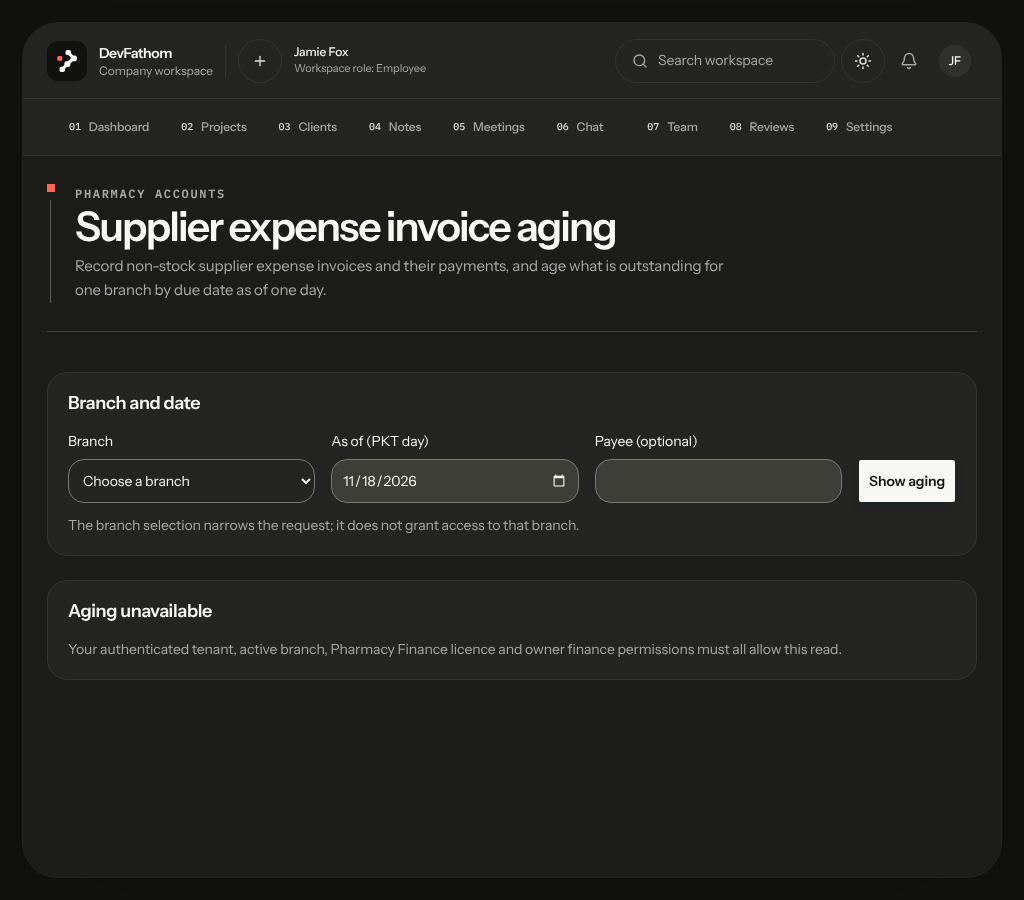 DevFathom
Company workspace
+
Jamie Fox
Workspace role: Employee
Search workspace
JF
01 Dashboard
02 Projects
03 Clients
04 Notes
05 Meetings
06 Chat
07 Team
08 Reviews
09 Settings
PHARMACY ACCOUNTS
Supplier expense invoice aging
Record non-stock supplier expense invoices and their payments, and age what is outstanding for
one branch by due date as of one day.
Branch and date
Branch
As of (PKT day)
Payee (optional)
Choose a branch
11/18/2026
Show aging
The branch selection narrows the request; it does not grant access to that branch.
Aging unavailable
Your authenticated tenant, active branch, Pharmacy Finance licence and owner finance permissions must all allow this read.